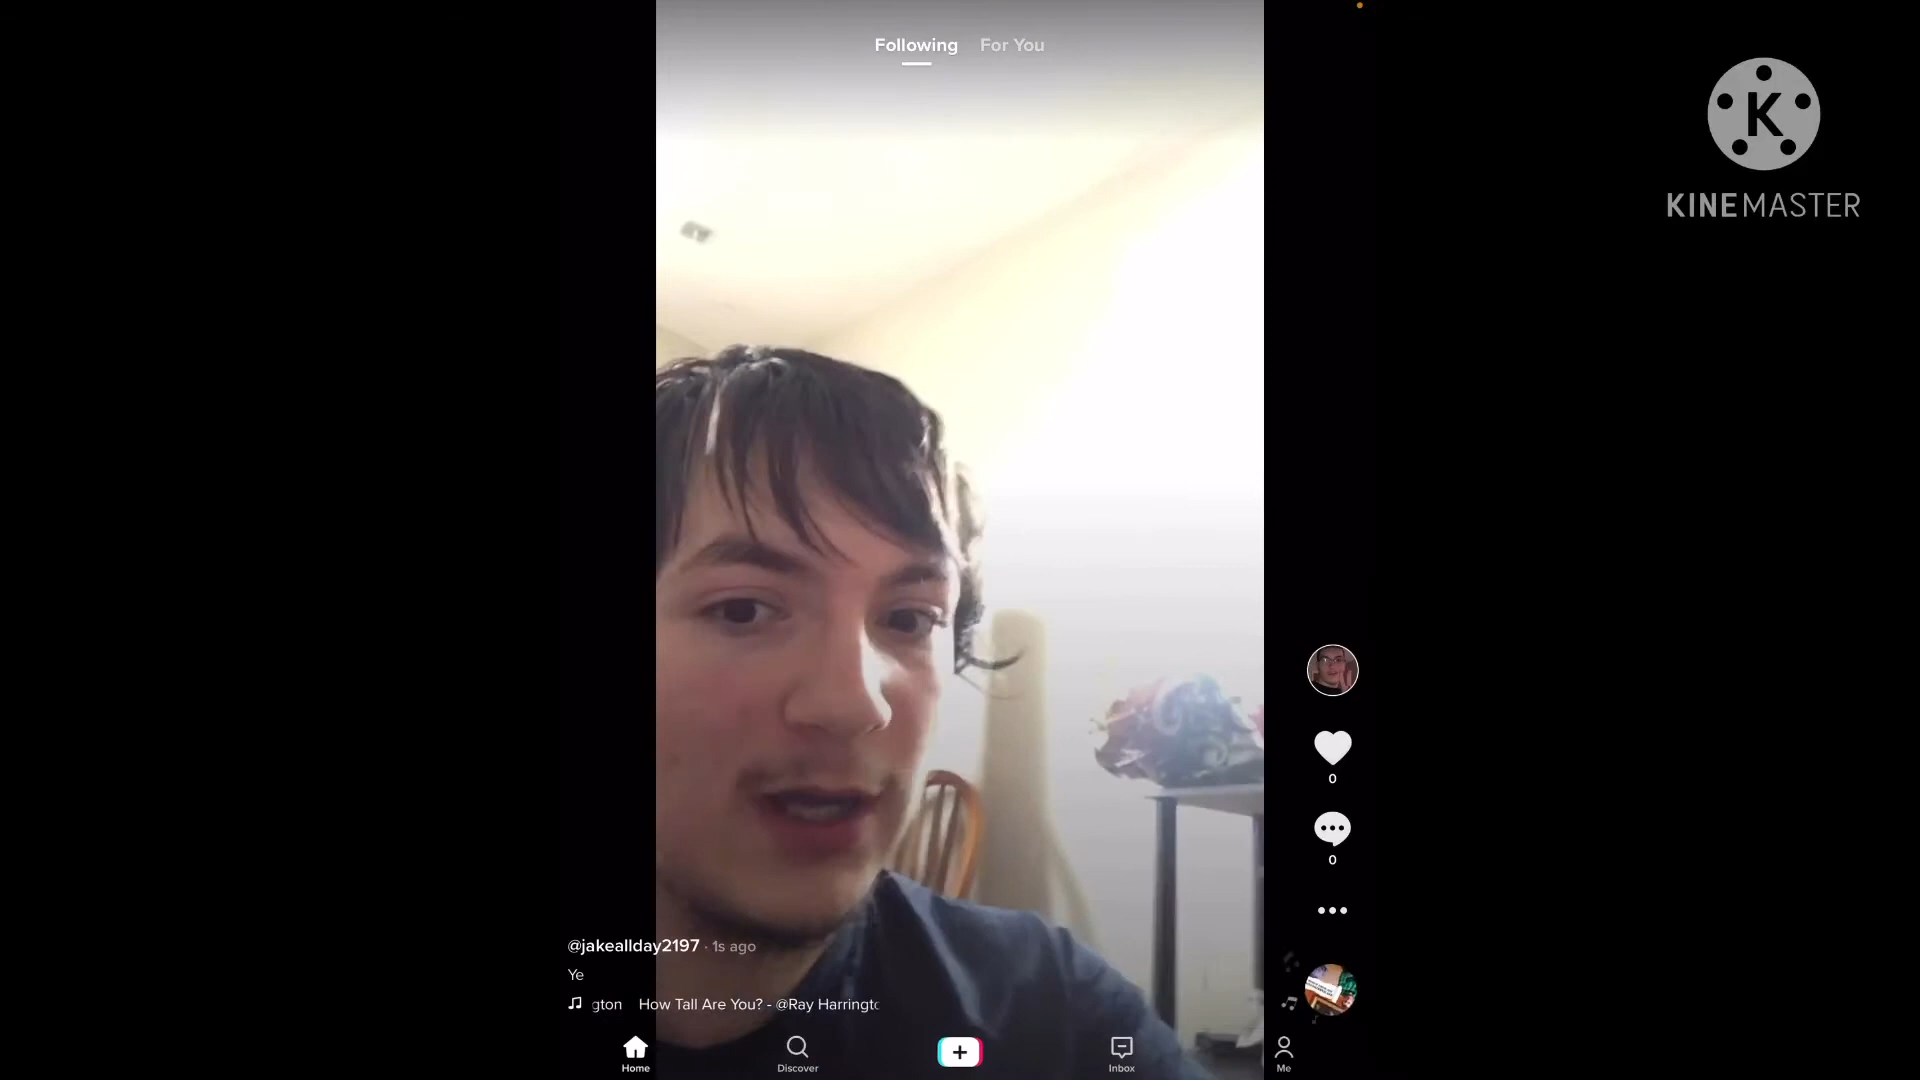 Following For You
K
KINEMASTER
0
0
@jakeallday2197 · 1s ago
Ye
gton How Tall Are You? - @Ray Harringto
Home Discover Inbox Me